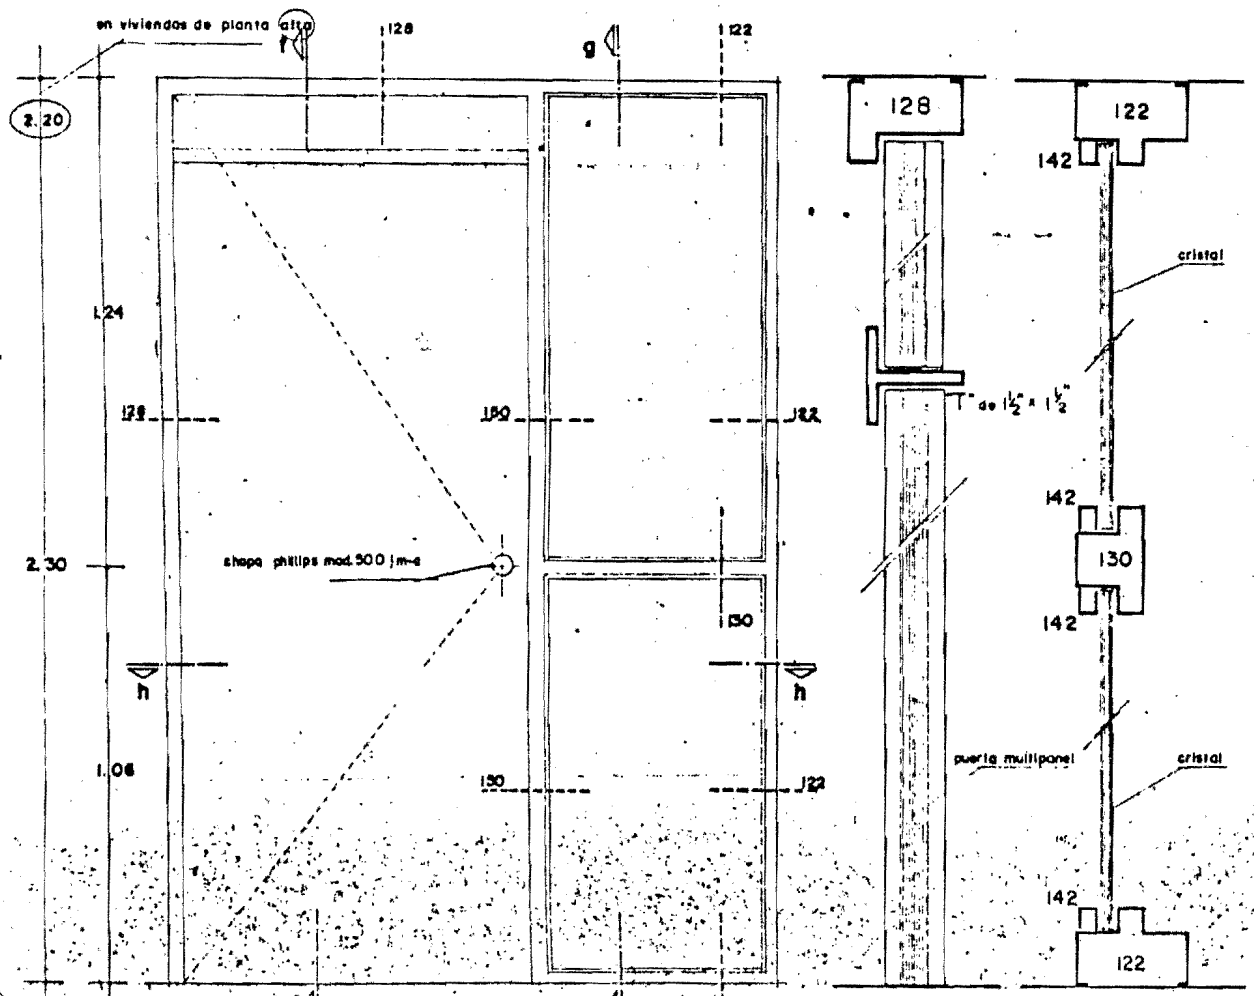 en viviendas de planta alta
f
128
g
122
2.20
128
122
142
cristal
1.24
1" de 1½" x 1½"
128
130
122
142
130
2.30
shapa phillips mod.500 jm-e
142
130
h
h
puerta multipanel
cristal
1.06
130
122
142
122